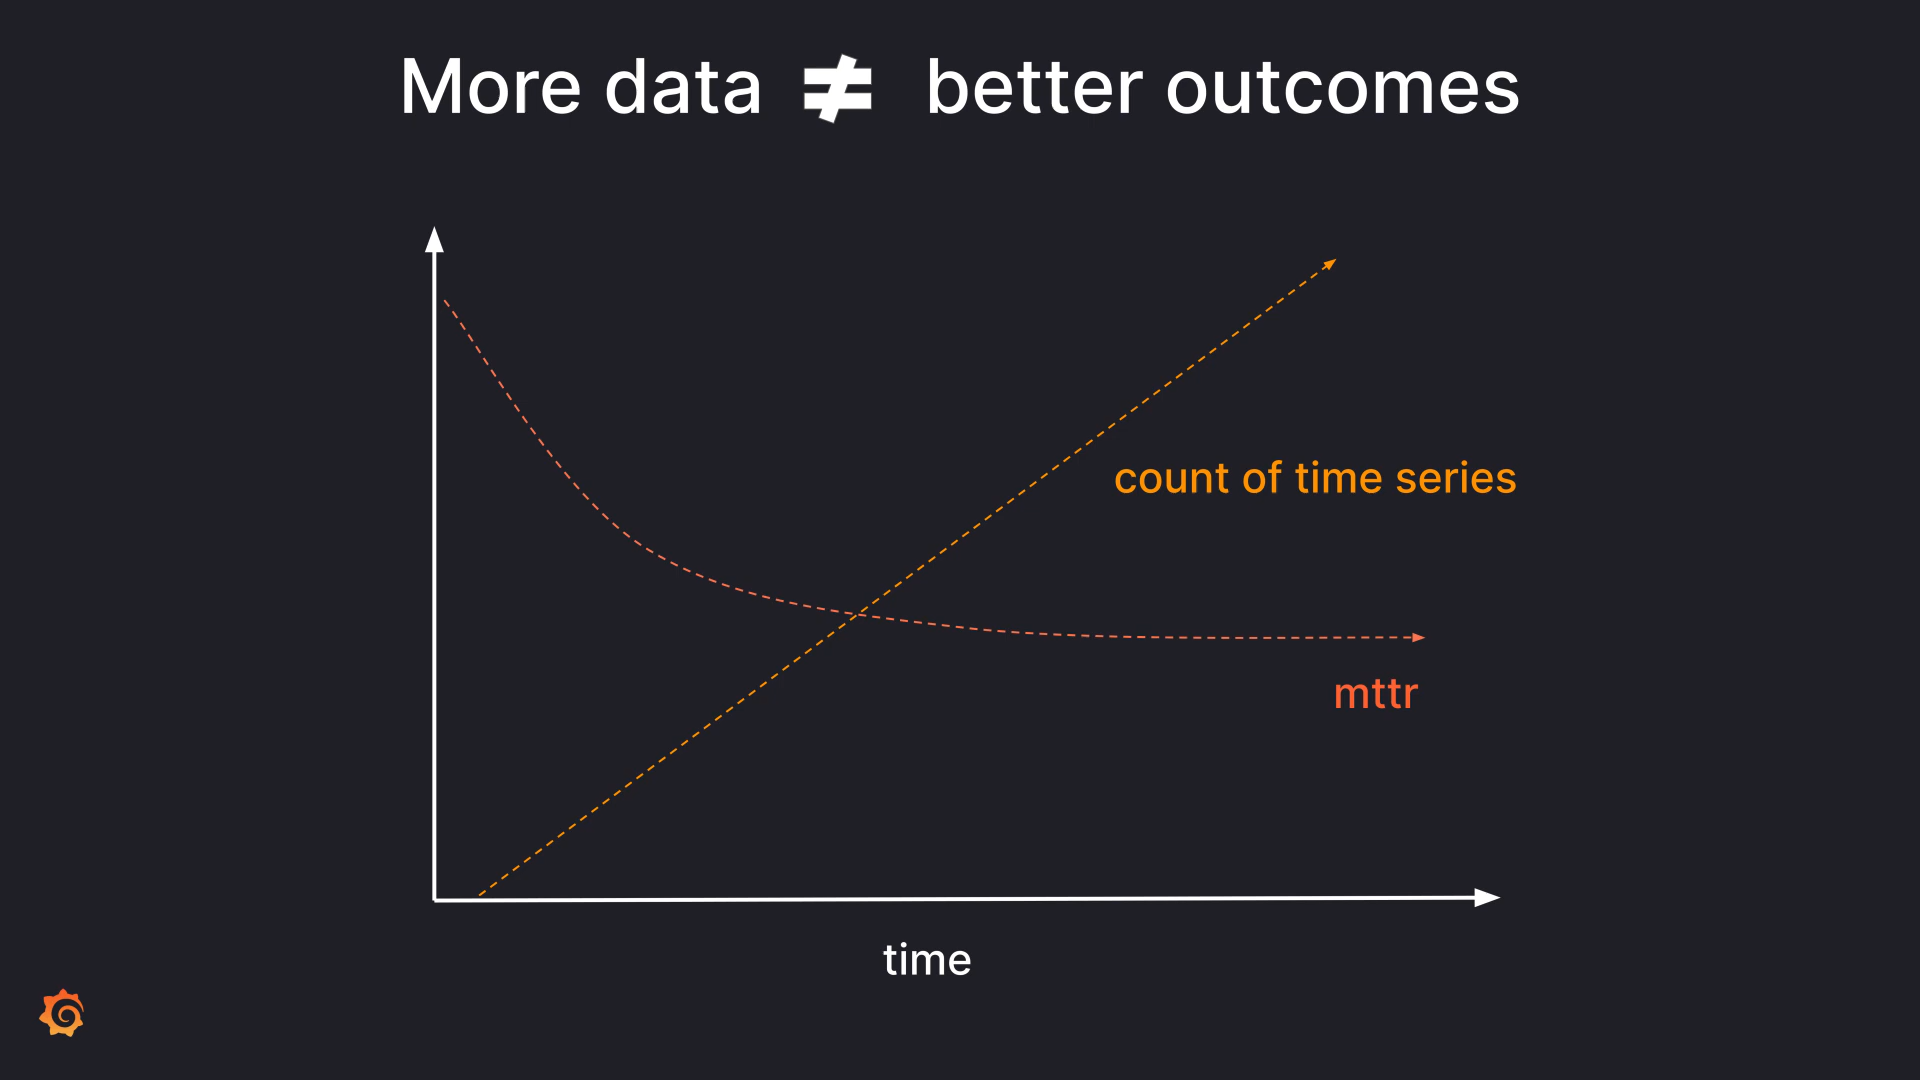 More data ≠ better outcomes
count of time series
mttr
time